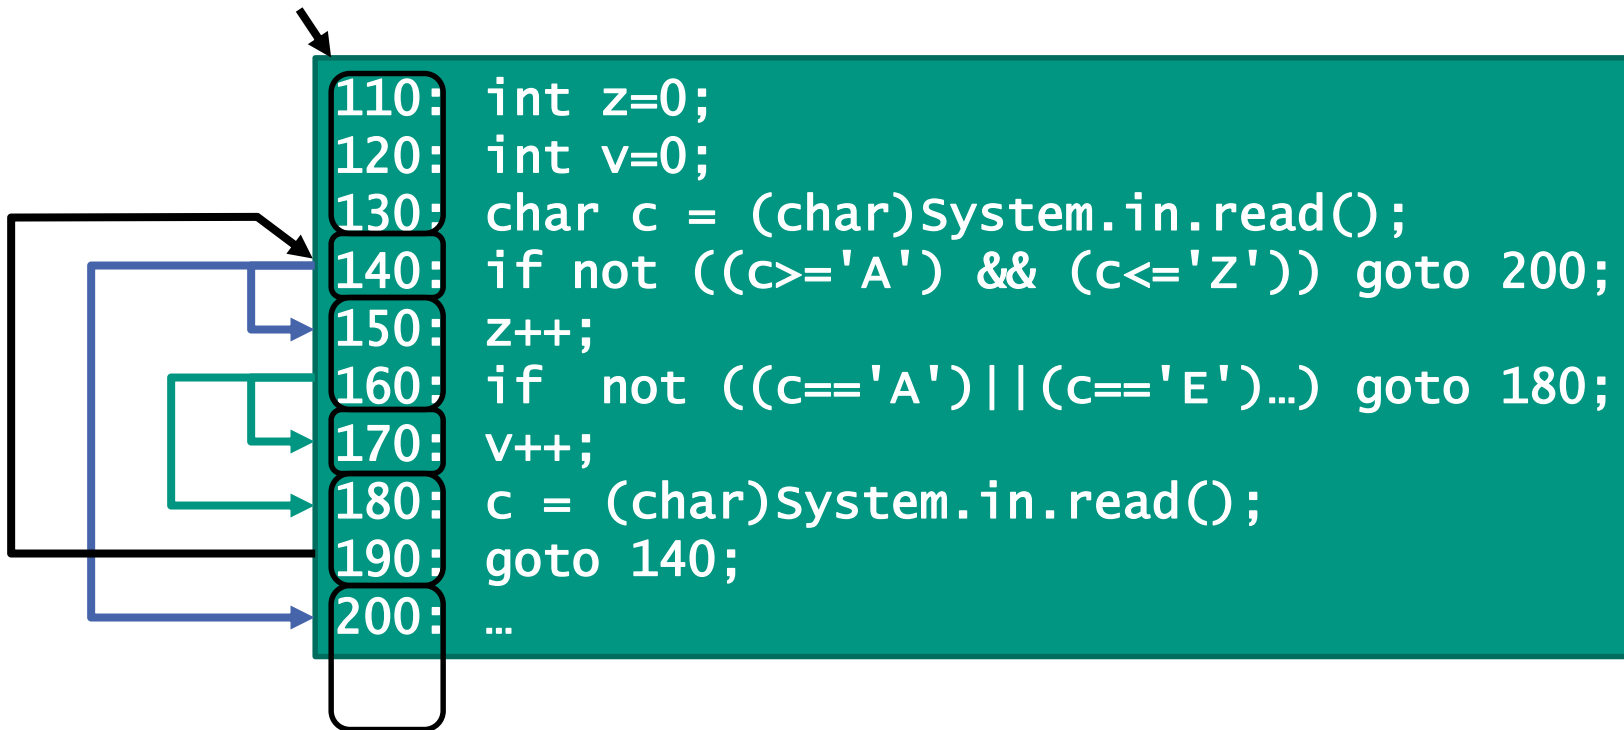 110: int z=0;
120: int v=0;
130: char c = (char)System.in.read();
140: if not ((c>='A') && (c<='Z')) goto 200;
150: z++;
160: if  not ((c=='A')||(c=='E')…) goto 180;
170: v++;
180: c = (char)System.in.read();
190: goto 140;
200: …